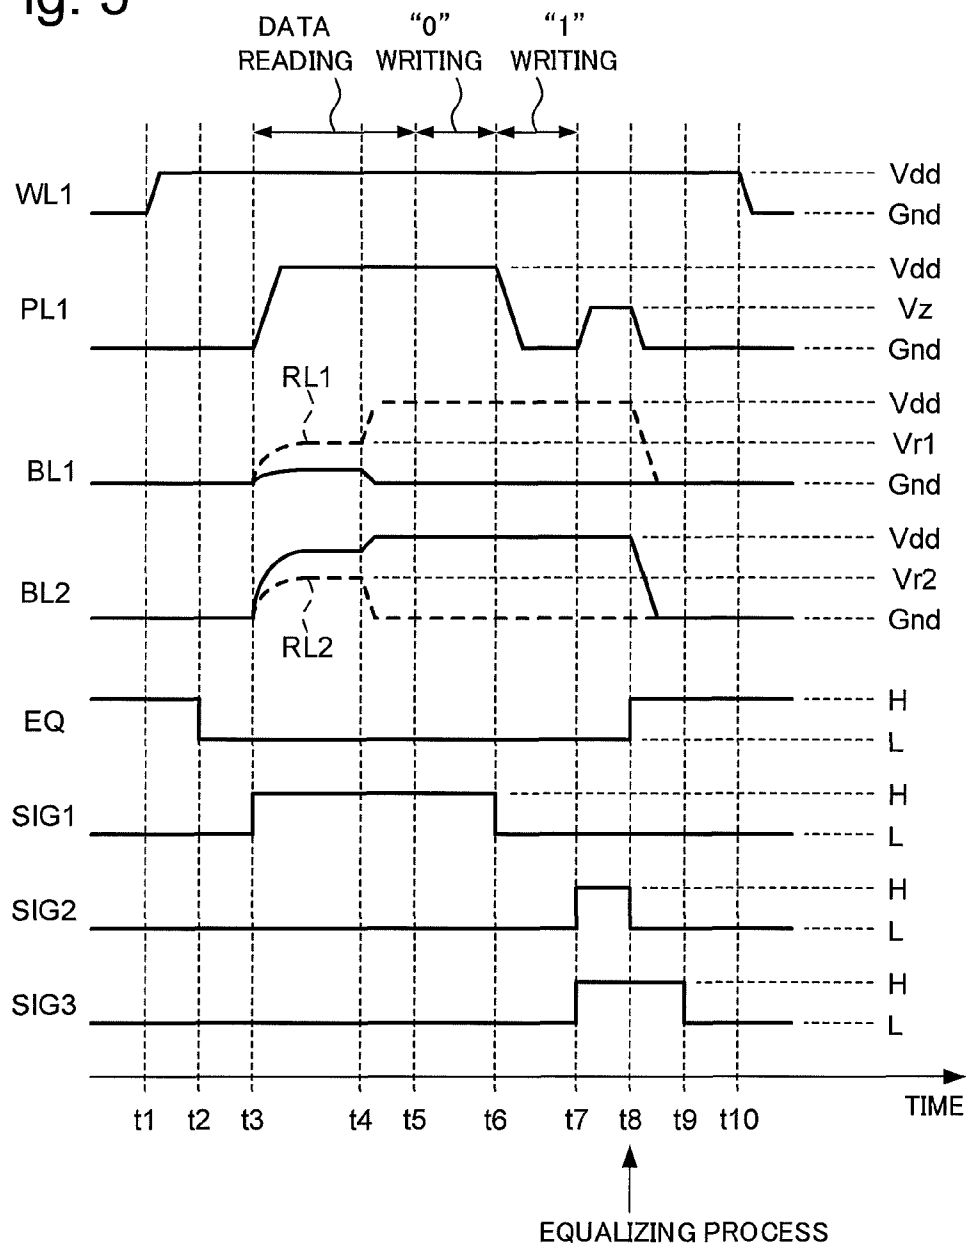 ig. 5
DATA READING
“0” WRITING
“1” WRITING
WL1
Vdd
Gnd
PL1
Vdd
Vz
Gnd
RL1
BL1
Vdd
Vr1
Gnd
BL2
RL2
Vdd
Vr2
Gnd
EQ
H
L
SIG1
H
L
SIG2
H
L
SIG3
H
L
t1 t2 t3 t4 t5 t6 t7 t8 t9 t10
TIME
EQUALIZING PROCESS